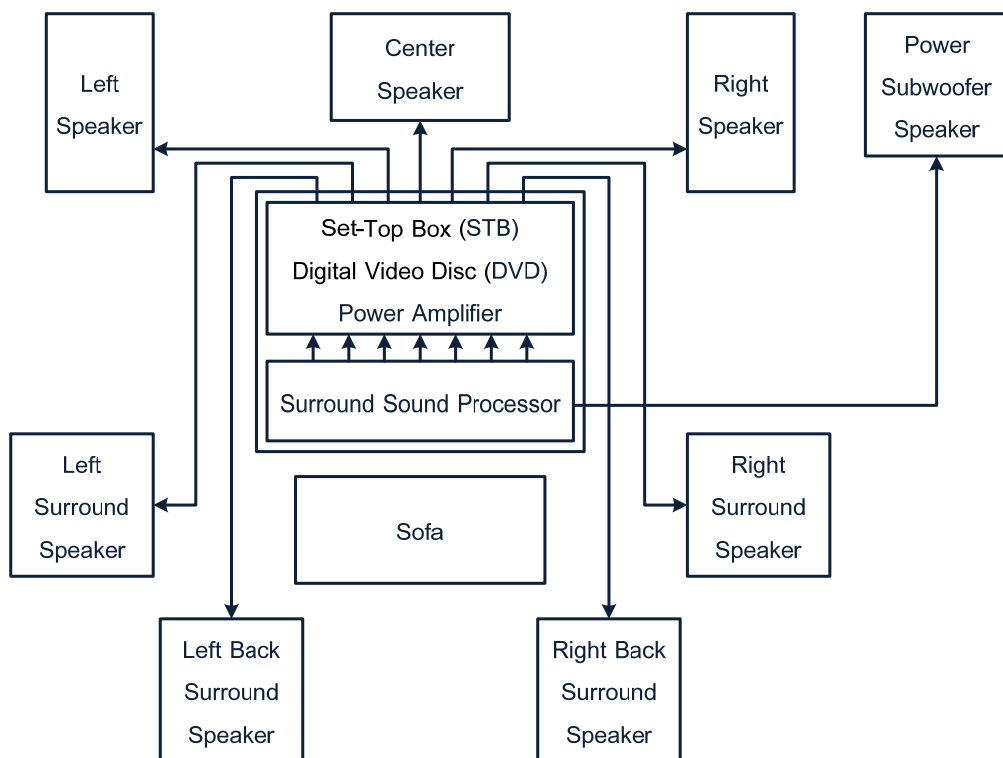 Left
Speaker
Center
Speaker
Right
Speaker
Power
Subwoofer
Speaker
Set-Top Box (STB)
Digital Video Disc (DVD)
Power Amplifier
Surround Sound Processor
Left
Surround
Speaker
Sofa
Right
Surround
Speaker
Left Back
Surround
Speaker
Right Back
Surround
Speaker